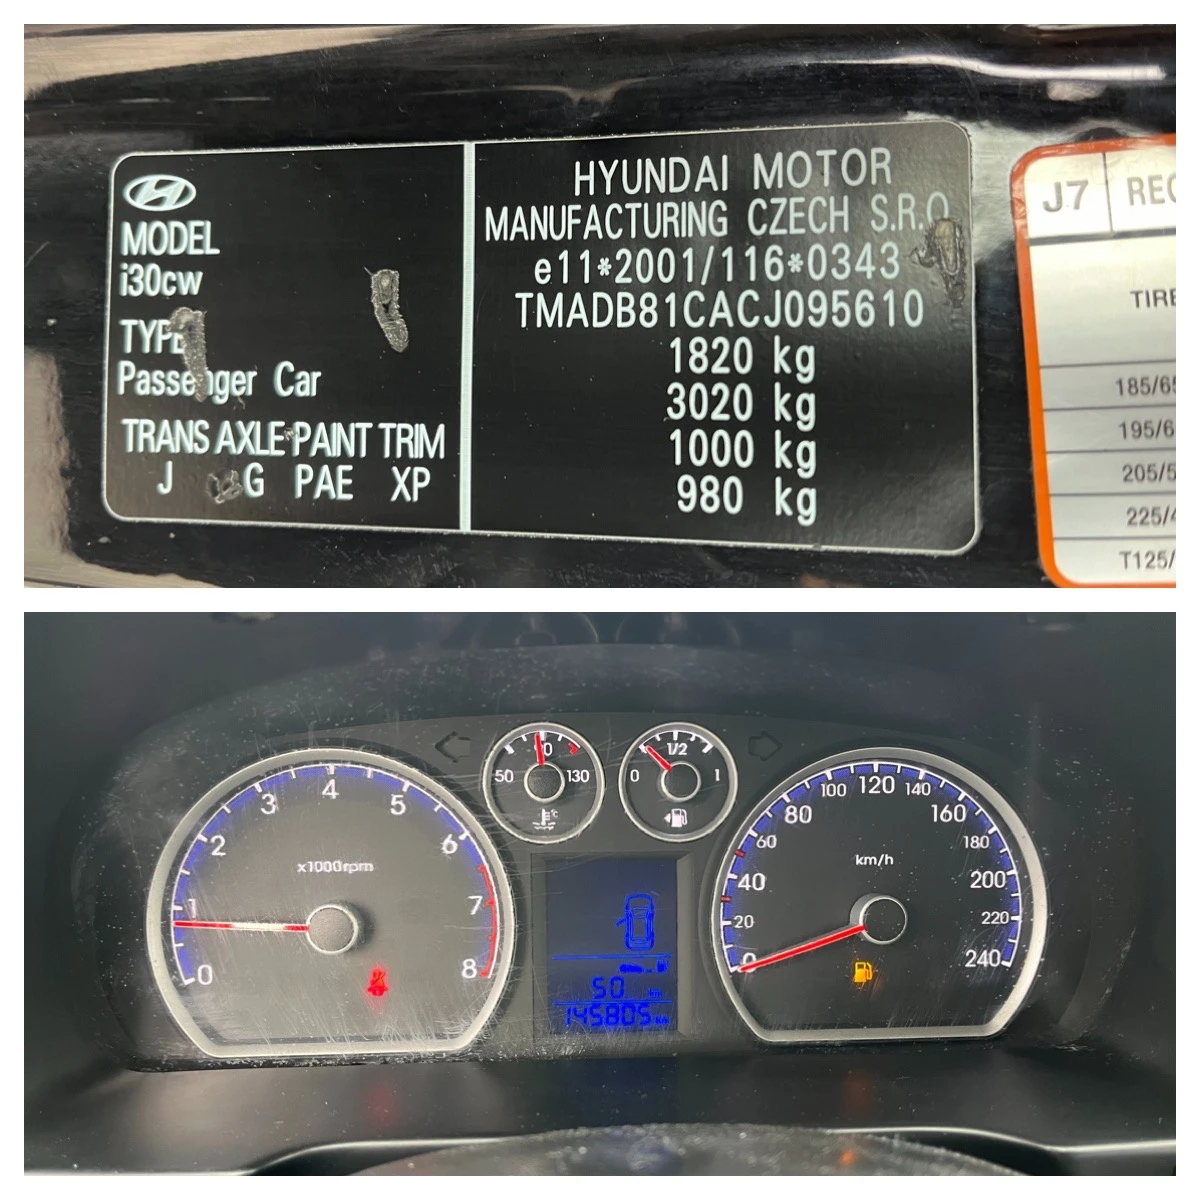 MODEL
i30cw
TYPE
Passenger Car
TRANS AXLE PAINT TRIM
J G PAE XP
HYUNDAI MOTOR
MANUFACTURING CZECH S.R.O
e11*2001/116*0343
TMADB81CACJ095610
1820 kg
3020 kg
1000 kg
980 kg
J7 REC
TIRE
185/65
195/6
205/5
225/4
T125/
0 1 2 3 4 5 6 7 8
x1000rpm
50 130
°C
0 1/2 1
50 km
145805 km
0 20 40 60 80 100 120 140 160 180 200 220 240
km/h